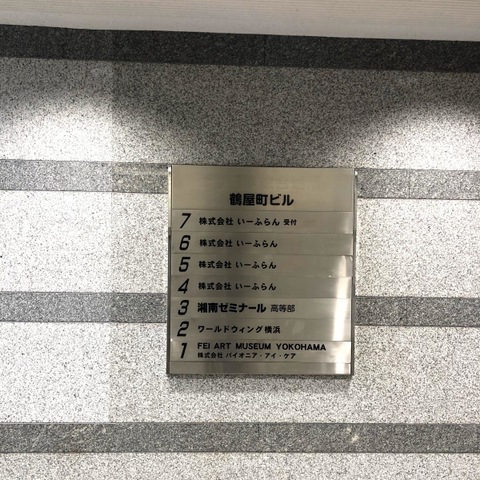 鶴屋町ビル
7 株式会社 いーふらん 受付
6 株式会社 いーふらん
5 株式会社 いーふらん
4 株式会社 いーふらん
3 湘南ゼミナール 高等部
2 ワールドウィング横浜
1 FEI ART MUSEUM YOKOHAMA
株式会社 パイオニア・アイ・ケア